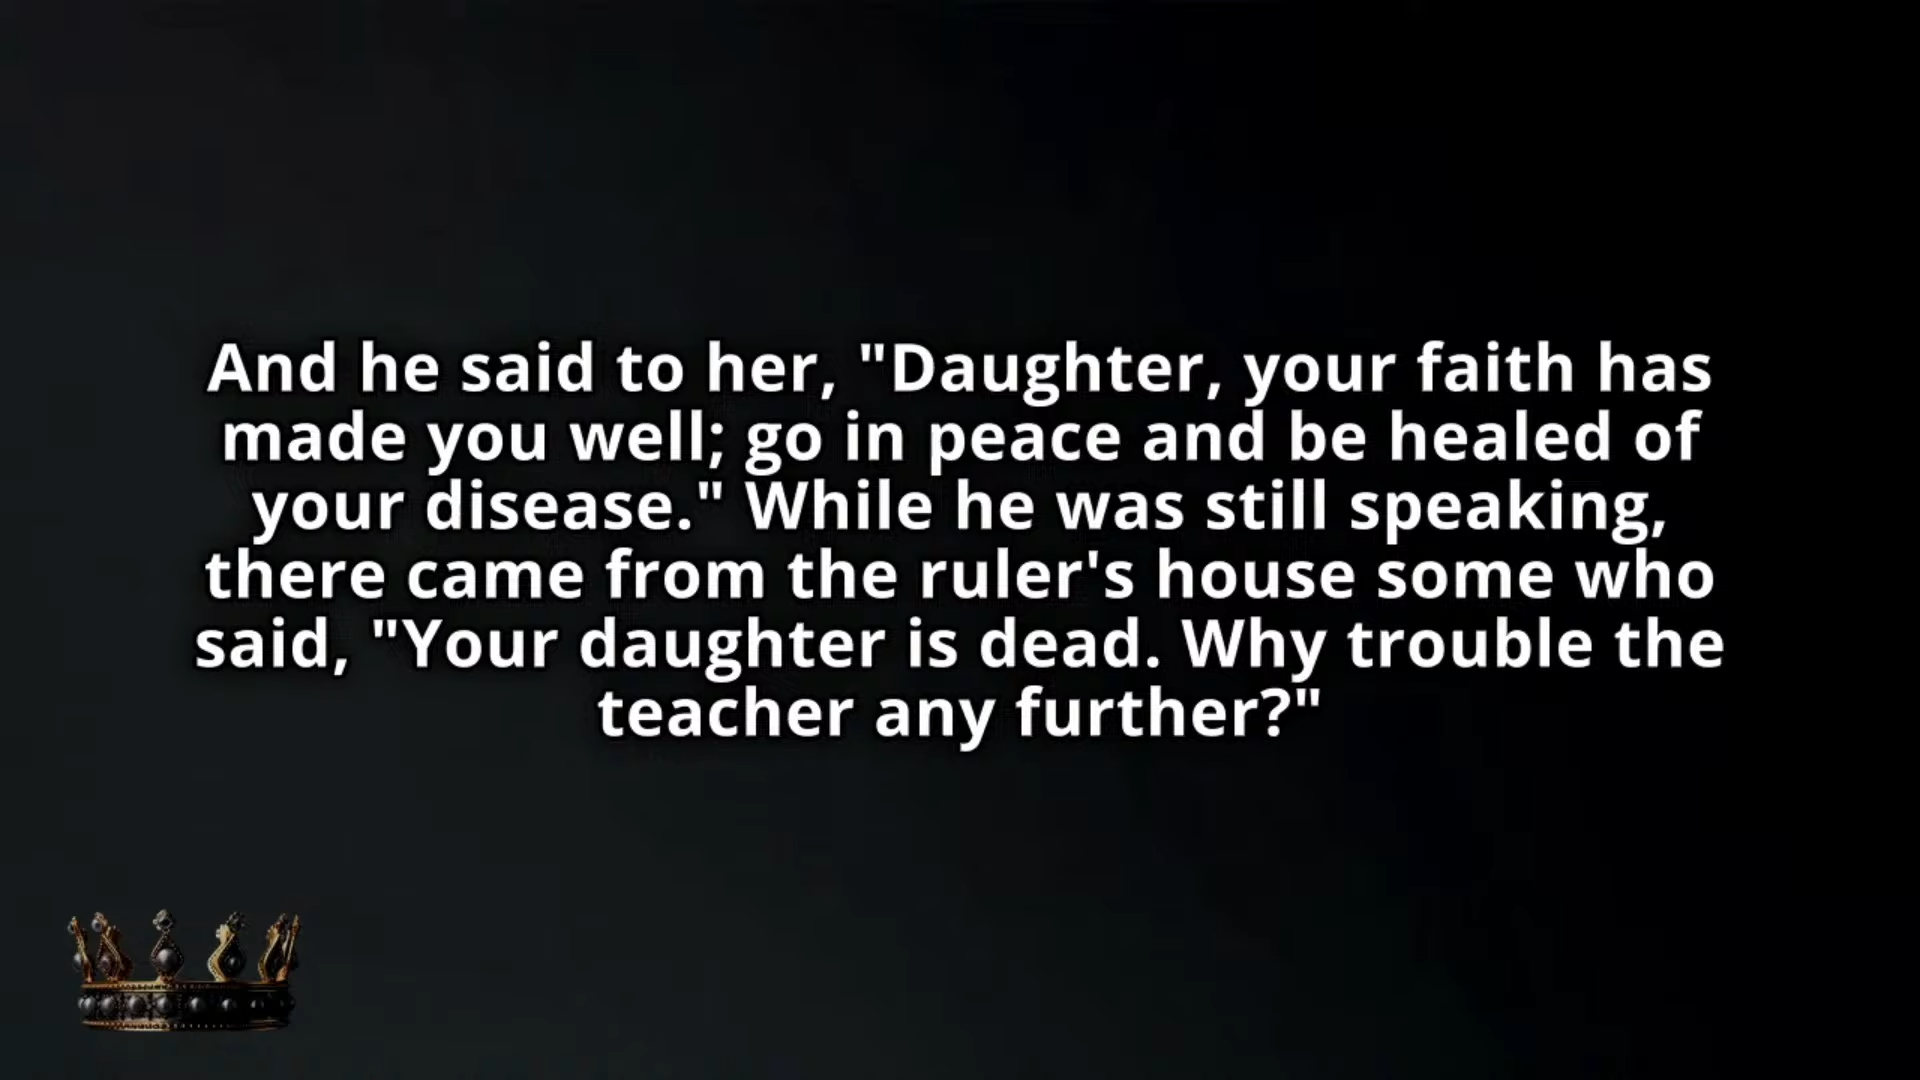 And he said to her, "Daughter, your faith has
made you well; go in peace and be healed of
your disease." While he was still speaking,
there came from the ruler's house some who
said, "Your daughter is dead. Why trouble the
teacher any further?"